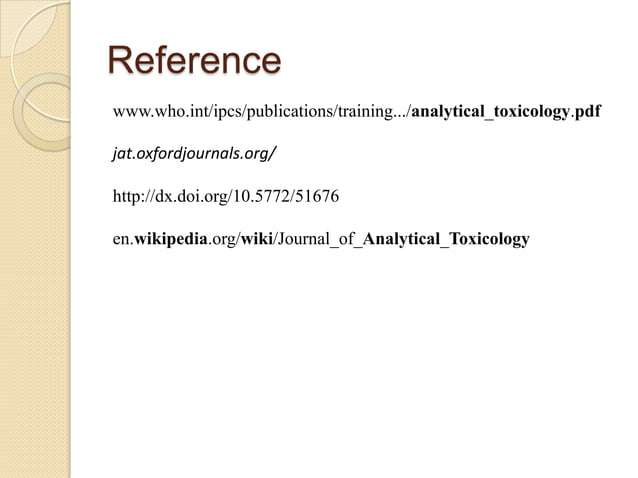 Reference
www.who.int/ipcs/publications/training.../analytical_toxicology.pdf
jat.oxfordjournals.org/
http://dx.doi.org/10.5772/51676
en.wikipedia.org/wiki/Journal_of_Analytical_Toxicology